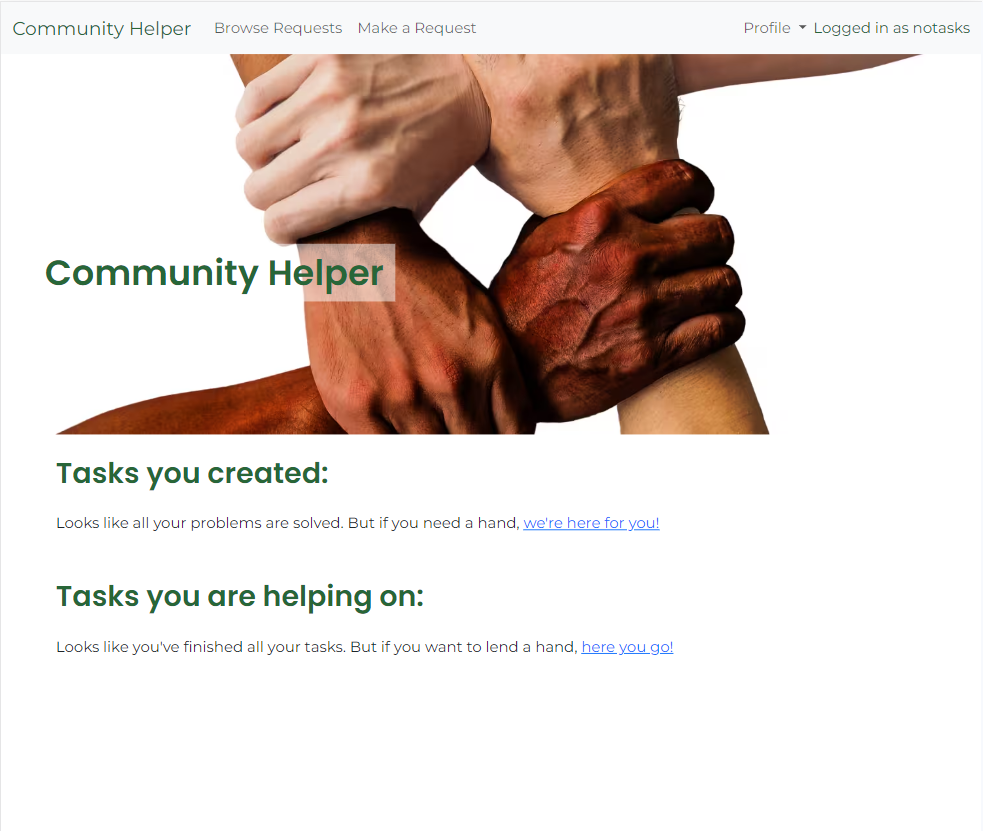 Community Helper Browse Requests Make a Request Profile Logged in as notasks
Community Helper
Tasks you created:
Looks like all your problems are solved. But if you need a hand, we're here for you!
Tasks you are helping on:
Looks like you've finished all your tasks. But if you want to lend a hand, here you go!